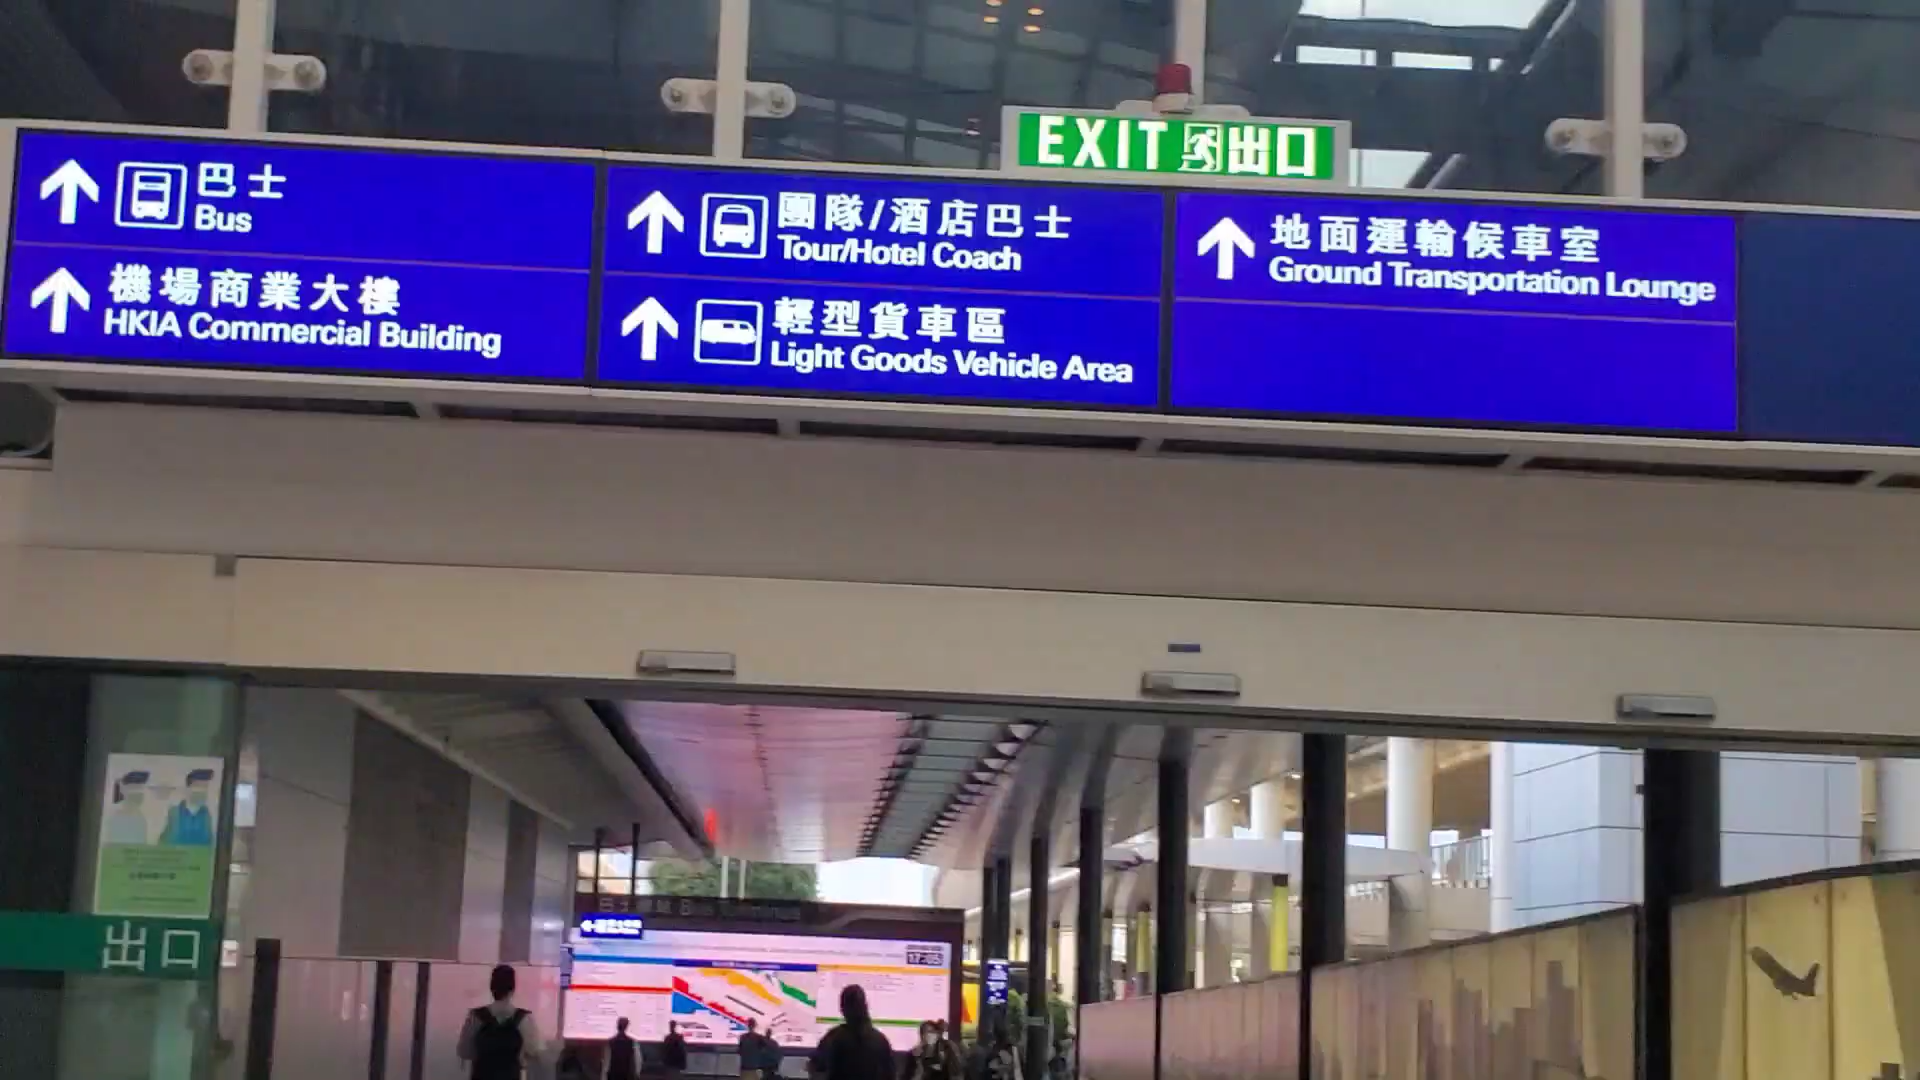 EXIT 出口
巴士
Bus
機場商業大樓
HKIA Commercial Building
團隊/酒店巴士
Tour/Hotel Coach
輕型貨車區
Light Goods Vehicle Area
地面運輸候車室
Ground Transportation Lounge
出口
17:05